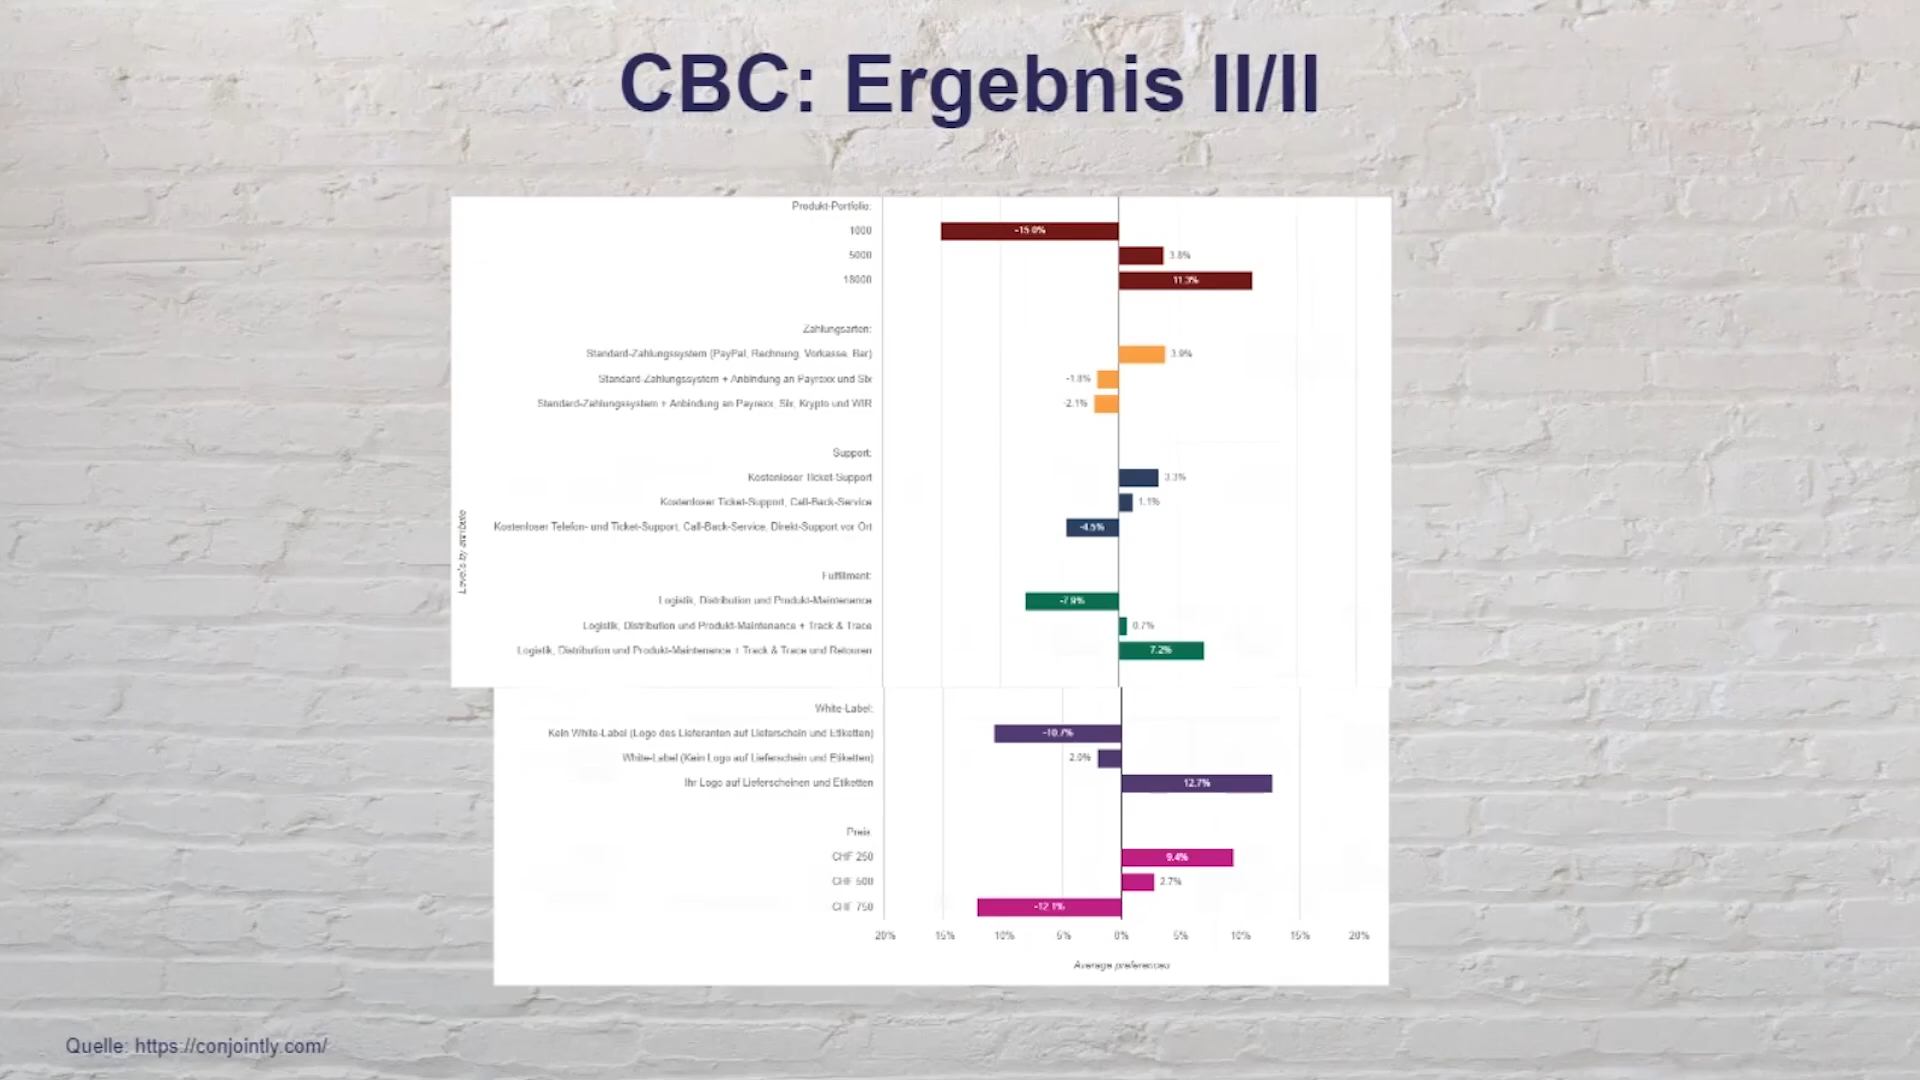 CBC: Ergebnis II/II
Produkt-Portfolio:
1000 -15.0%
5000 3.8%
18000 11.3%
Zahlungsarten:
Standard-Zahlungssystem (PayPal, Rechnung, Vorkasse, Bar) 3.9%
Standard-Zahlungssystem + Anbindung an Payrexx und Six -1.8%
Standard-Zahlungssystem + Anbindung an Payrexx, Six, Krypto und WIR -2.1%
Support:
Kostenloser Ticket-Support 3.3%
Kostenloser Ticket-Support, Call-Back-Service 1.1%
Kostenloser Telefon- und Ticket-Support, Call-Back-Service, Direkt-Support vor Ort -4.5%
Levels by attribute
Fulfillment:
Logistik, Distribution und Produkt-Maintenance -7.9%
Logistik, Distribution und Produkt-Maintenance + Track & Trace 0.7%
Logistik, Distribution und Produkt-Maintenance + Track & Trace und Retouren 7.2%
White-Label:
Kein White-Label (Logo des Lieferanten auf Lieferschein und Etiketten) -10.7%
White-Label (Kein Logo auf Lieferschein und Etiketten) 2.0%
Ihr Logo auf Lieferscheinen und Etiketten 12.7%
Preis:
CHF 250 9.4%
CHF 500 2.7%
CHF 750 -12.1%
20% 15% 10% 5% 0% 5% 10% 15% 20%
Average preferences
Quelle: https://conjointly.com/